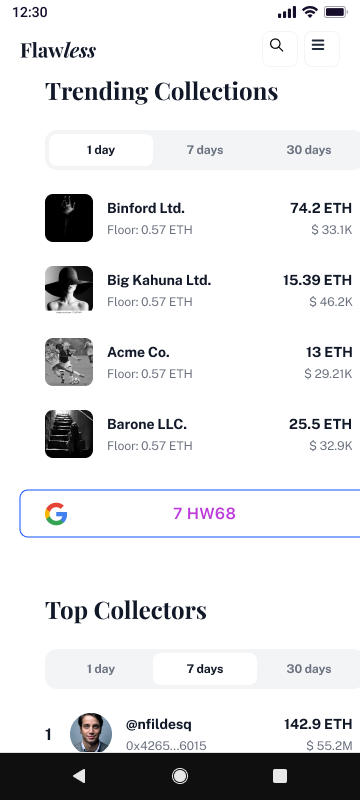 12:30
Flawless
Trending Collections
1 day 7 days 30 days
Binford Ltd. 74.2 ETH
Floor: 0.57 ETH $ 33.1K
Big Kahuna Ltd. 15.39 ETH
Floor: 0.57 ETH $ 46.2K
Acme Co. 13 ETH
Floor: 0.57 ETH $ 29.21K
Barone LLC. 25.5 ETH
Floor: 0.57 ETH $ 32.9K
7 HW68
Top Collectors
1 day 7 days 30 days
1 @nfildesq 142.9 ETH
0x4265...6015 $ 55.2M